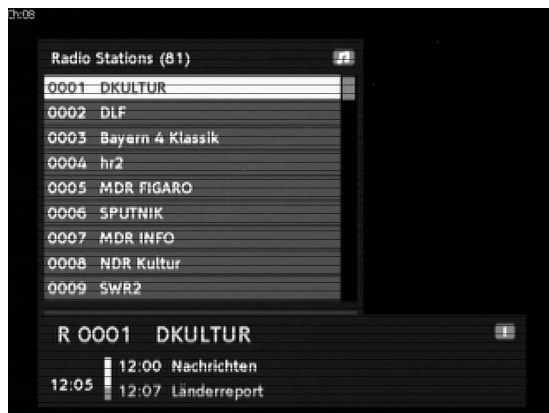 Ch:08
Radio Stations (81)
0001 DKULTUR
0002 DLF
0003 Bayern 4 Klassik
0004 hr2
0005 MDR FIGARO
0006 SPUTNIK
0007 MDR INFO
0008 NDR Kultur
0009 SWR2
R 0001 DKULTUR
12:00 Nachrichten
12:05
12:07 Länderreport